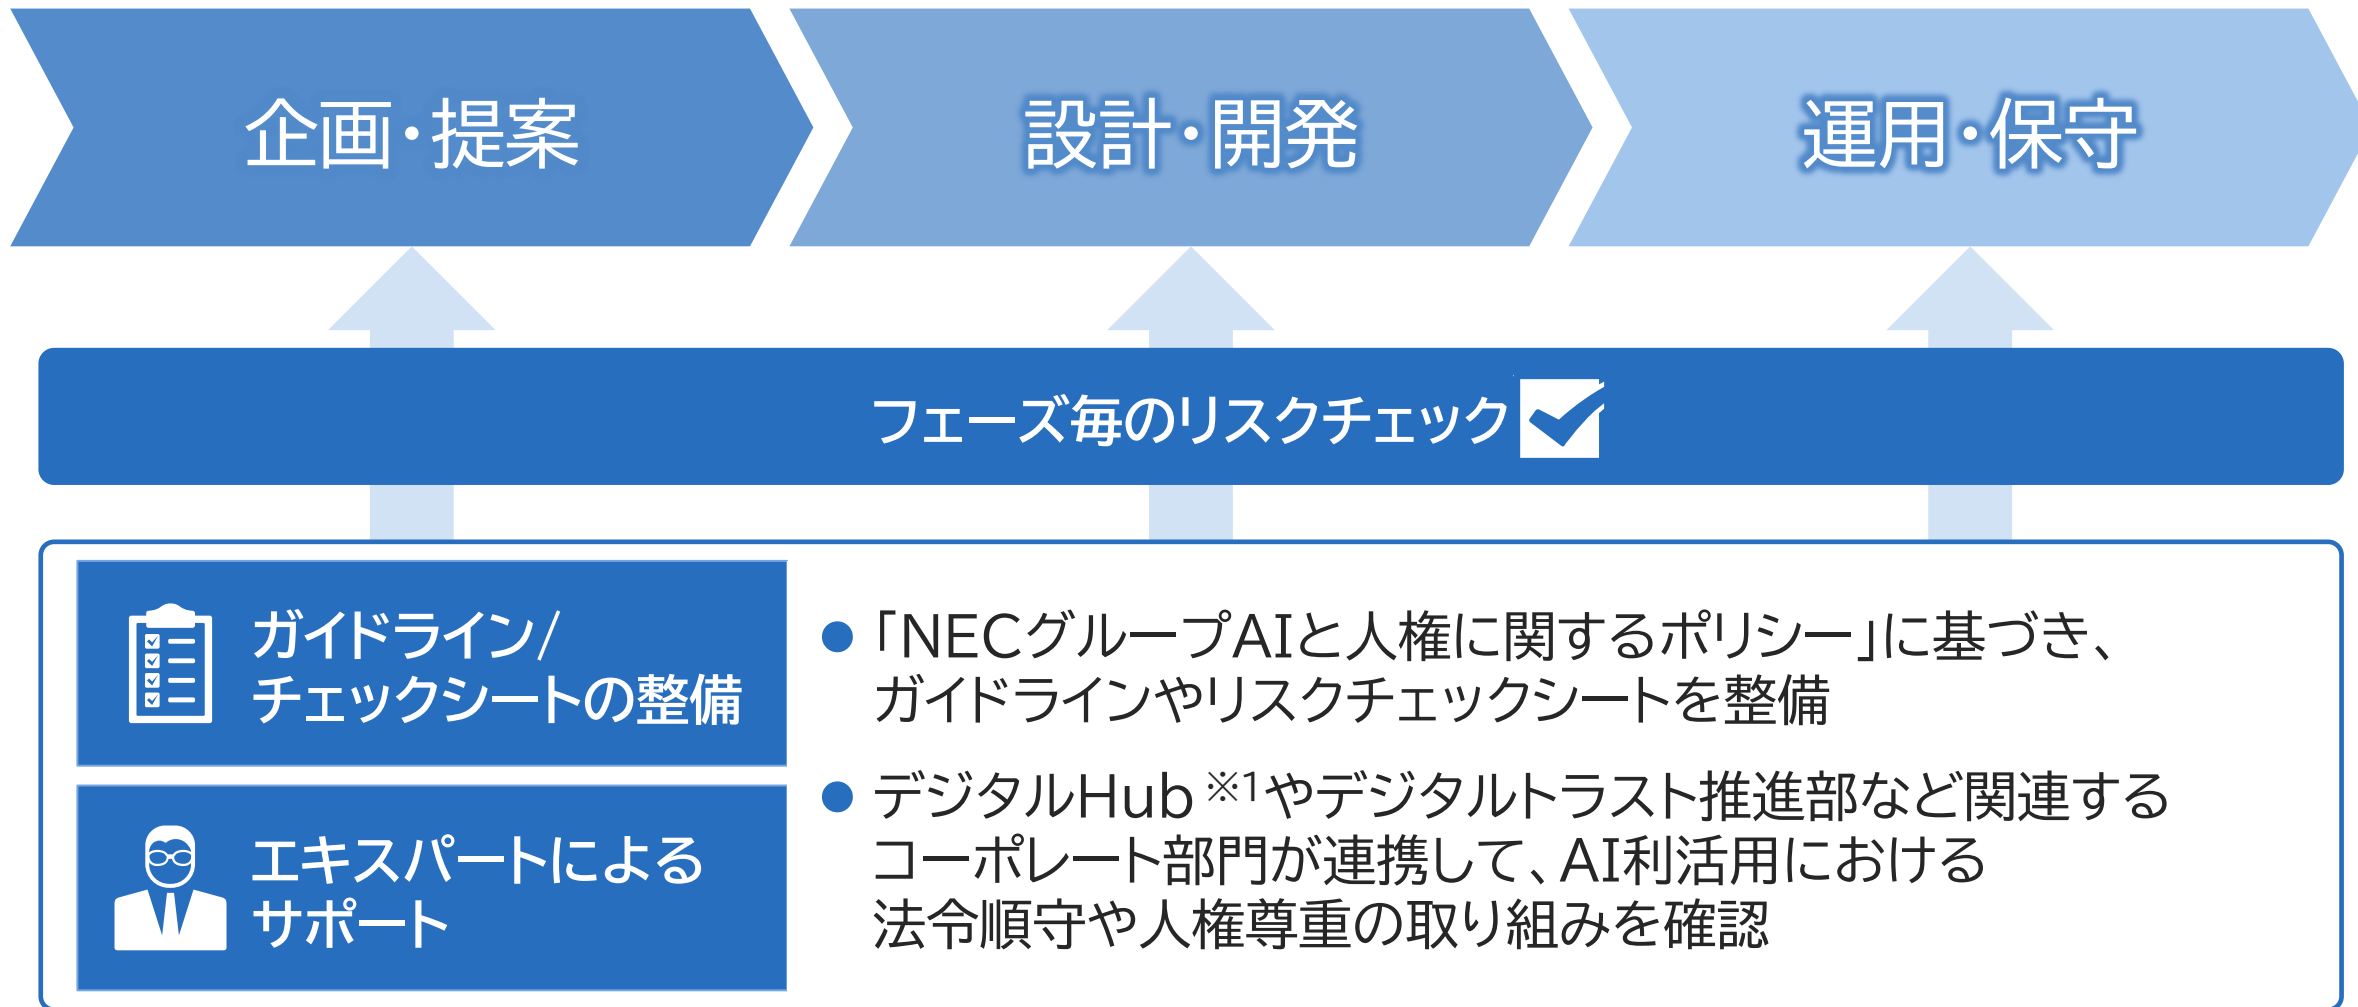 企画・提案
設計・開発
運用・保守
フェーズ毎のリスクチェック
ガイドライン/
チェックシートの整備
「NECグループAIと人権に関するポリシー」に基づき、
ガイドラインやリスクチェックシートを整備
エキスパートによる
サポート
デジタルHub※1やデジタルトラスト推進部など関連する
コーポレート部門が連携して、AI利活用における
法令順守や人権尊重の取り組みを確認